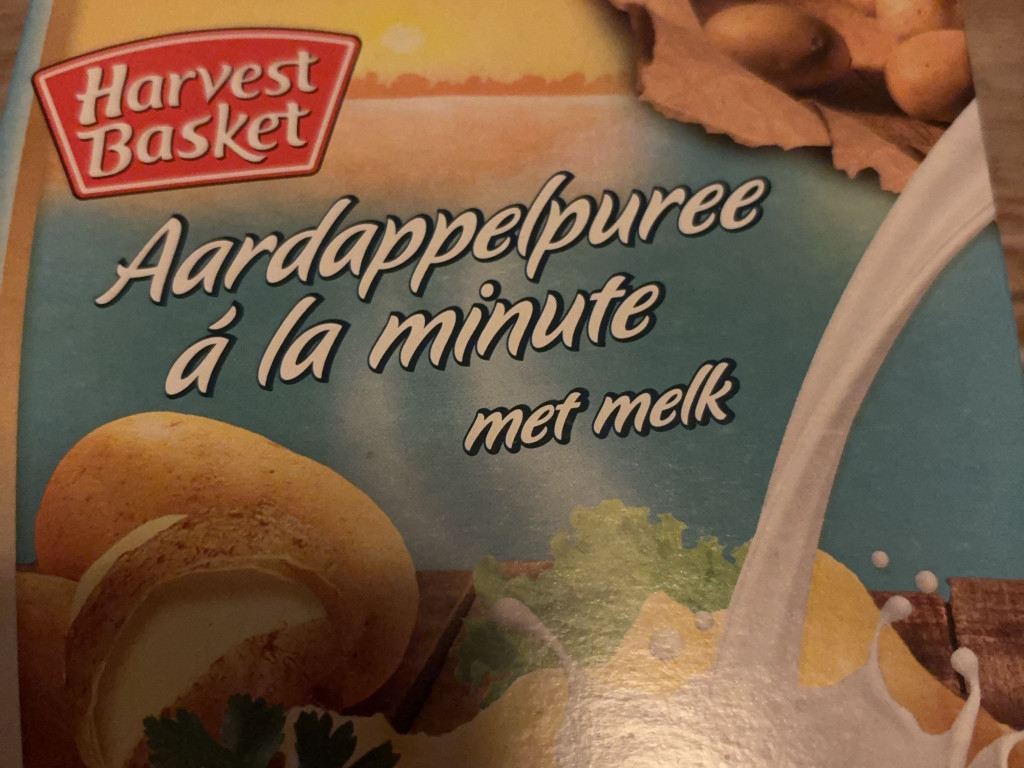 Harvest
Basket
Aardappelpuree
á la minute
met melk